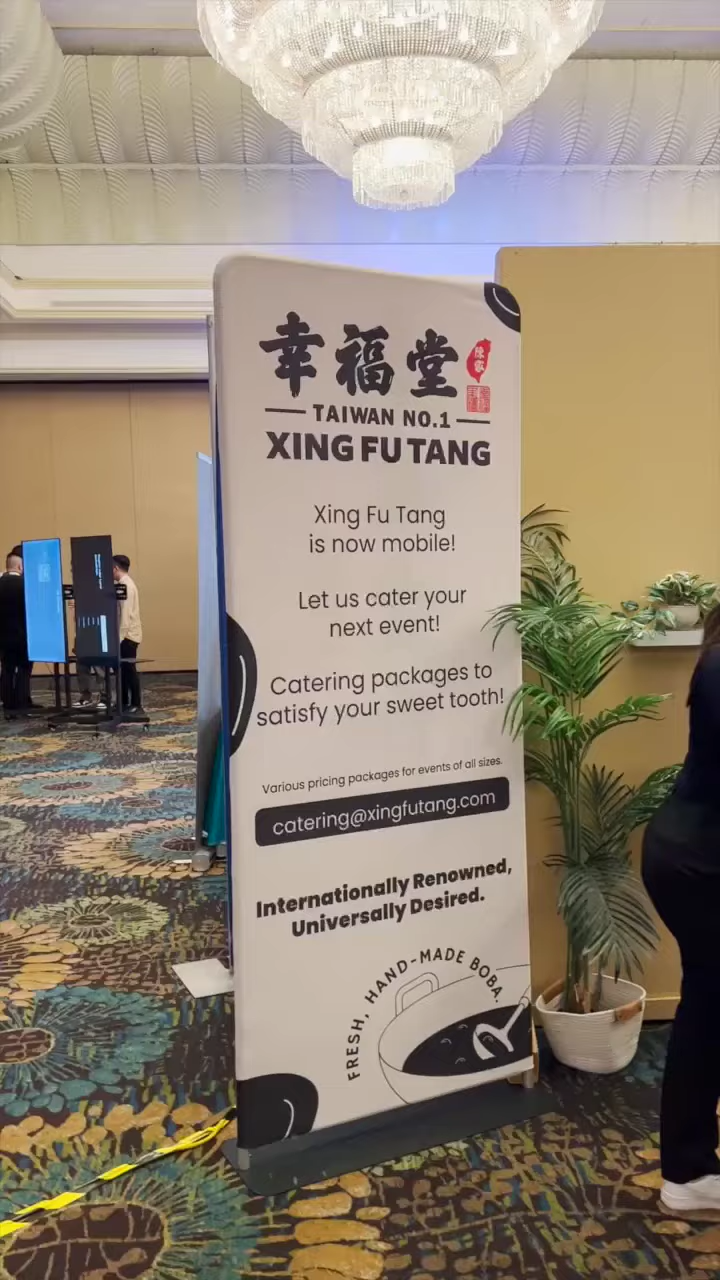 幸福堂
陳家
TAIWAN NO.1
XING FU TANG
Xing Fu Tang
is now mobile!
Let us cater your
next event!
Catering packages to
satisfy your sweet tooth!
Various pricing packages for events of all sizes.
catering@xingfutang.com
Internationally Renowned,
Universally Desired.
FRESH, HAND-MADE BOBA.